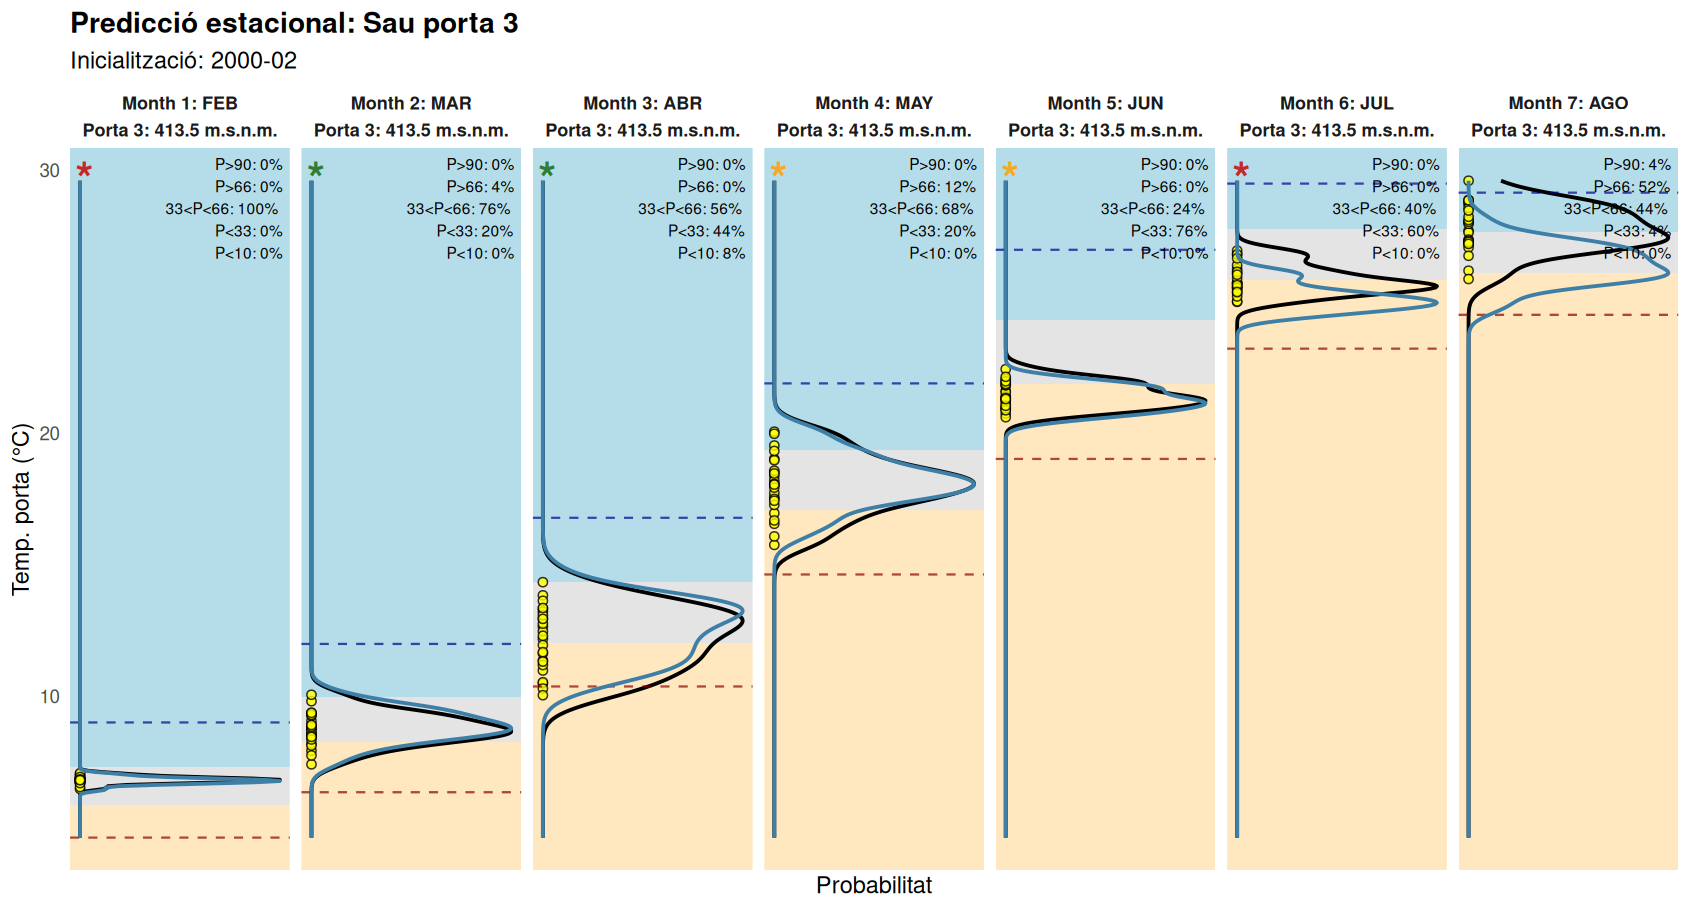 Predicció estacional: Sau porta 3
Inicialització: 2000-02
Month 1: FEB
Porta 3: 413.5 m.s.n.m.
Month 2: MAR
Porta 3: 413.5 m.s.n.m.
Month 3: ABR
Porta 3: 413.5 m.s.n.m.
Month 4: MAY
Porta 3: 413.5 m.s.n.m.
Month 5: JUN
Porta 3: 413.5 m.s.n.m.
Month 6: JUL
Porta 3: 413.5 m.s.n.m.
Month 7: AGO
Porta 3: 413.5 m.s.n.m.
Temp. porta (°C)
30
20
10
*
P>90: 0%
P>66: 0%
33<P<66: 100%
P<33: 0%
P<10: 0%
*
P>90: 0%
P>66: 4%
33<P<66: 76%
P<33: 20%
P<10: 0%
*
P>90: 0%
P>66: 0%
33<P<66: 56%
P<33: 44%
P<10: 8%
*
P>90: 0%
P>66: 12%
33<P<66: 68%
P<33: 20%
P<10: 0%
*
P>90: 0%
P>66: 0%
33<P<66: 24%
P<33: 76%
P<10: 0%
*
P>90: 0%
P>66: 0%
33<P<66: 40%
P<33: 60%
P<10: 0%
P>90: 4%
P>66: 52%
33<P<66: 44%
P<33: 4%
P<10: 0%
Probabilitat